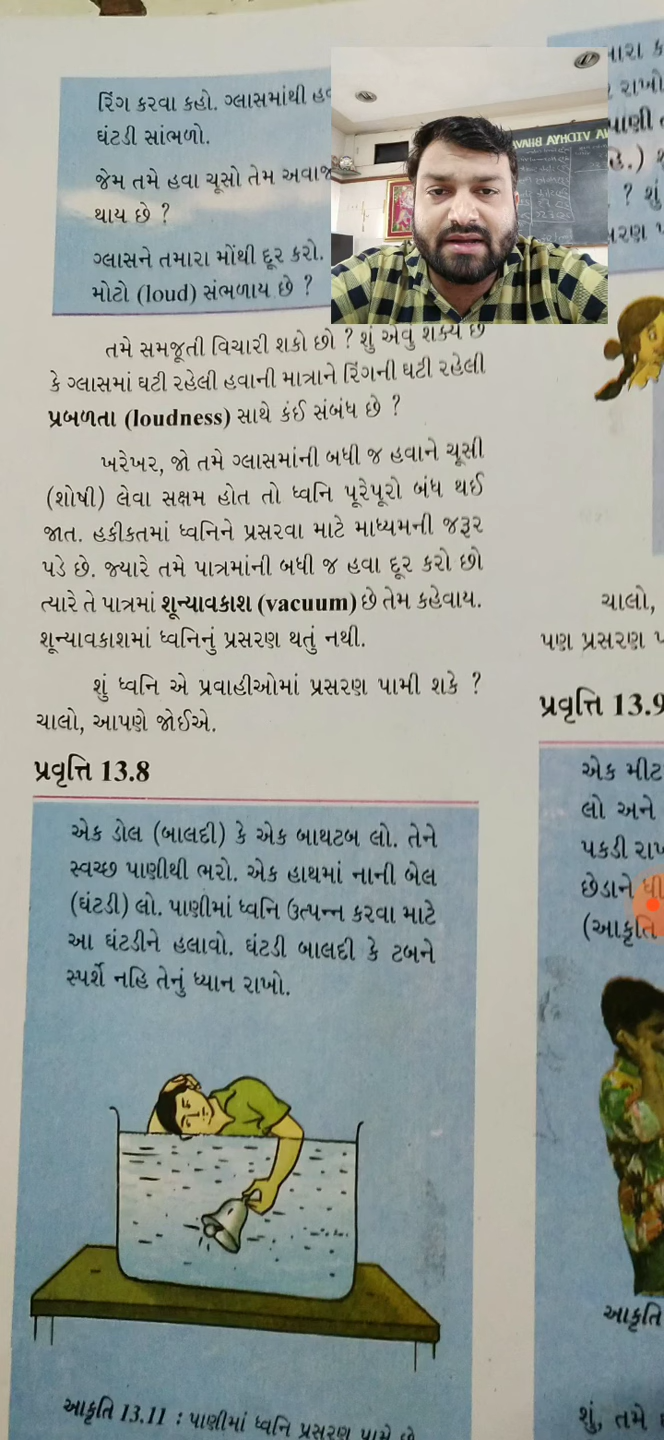 રિંગ કરવા કહો. ગ્લાસમાંથી
ઘંટડી સાંભળો.
જેમ તમે હવા ચૂસો તેમ
થાય છે ?
ગ્લાસને તમારા મોંથી દૂર કરો.
મોટો (loud) સંભળાય છે ?
તમે સમજૂતી વિચારી શકો છો ? શું એવું શક્ય છે
કે ગ્લાસમાં ઘટી રહેલી હવાની માત્રાને રિંગની ઘટી રહેલી
પ્રબળતા (loudness) સાથે કંઈ સંબંધ છે ?
ખરેખર, જો તમે ગ્લાસમાંની બધી જ હવાને ચૂસી
(શોષી) લેવા સક્ષમ હોત તો ધ્વનિ પૂરેપૂરો બંધ થઈ
જાત. હકીકતમાં ધ્વનિને પ્રસરવા માટે માધ્યમની જરૂર
પડે છે. જ્યારે તમે પાત્રમાંની બધી જ હવા દૂર કરો છો
ત્યારે તે પાત્રમાં શૂન્યાવકાશ (vacuum) છે તેમ કહેવાય.
શૂન્યાવકાશમાં ધ્વનિનું પ્રસરણ થતું નથી.
શું ધ્વનિ એ પ્રવાહીઓમાં પ્રસરણ પામી શકે ?
ચાલો, આપણે જોઈએ.
પ્રવૃત્તિ 13.8
એક ડોલ (બાલદી) કે એક બાથટબ લો. તેને
સ્વચ્છ પાણીથી ભરો. એક હાથમાં નાની બેલ
(ઘંટડી) લો. પાણીમાં ધ્વનિ ઉત્પન્ન કરવા માટે
આ ઘંટડીને હલાવો. ઘંટડી બાલદી કે ટબને
સ્પર્શે નહિ તેનું ધ્યાન રાખો.
આકૃતિ 13.11 : પાણીમાં ધ્વનિ પ્રસરણ પામે છે
રાખો
? શું
ચાલો,
પણ પ્રસરણ
પ્રવૃત્તિ 13.9
એક મીટ
લો અને
પકડી
છેડાને
(આકૃતિ
આકૃતિ
શું, તમે